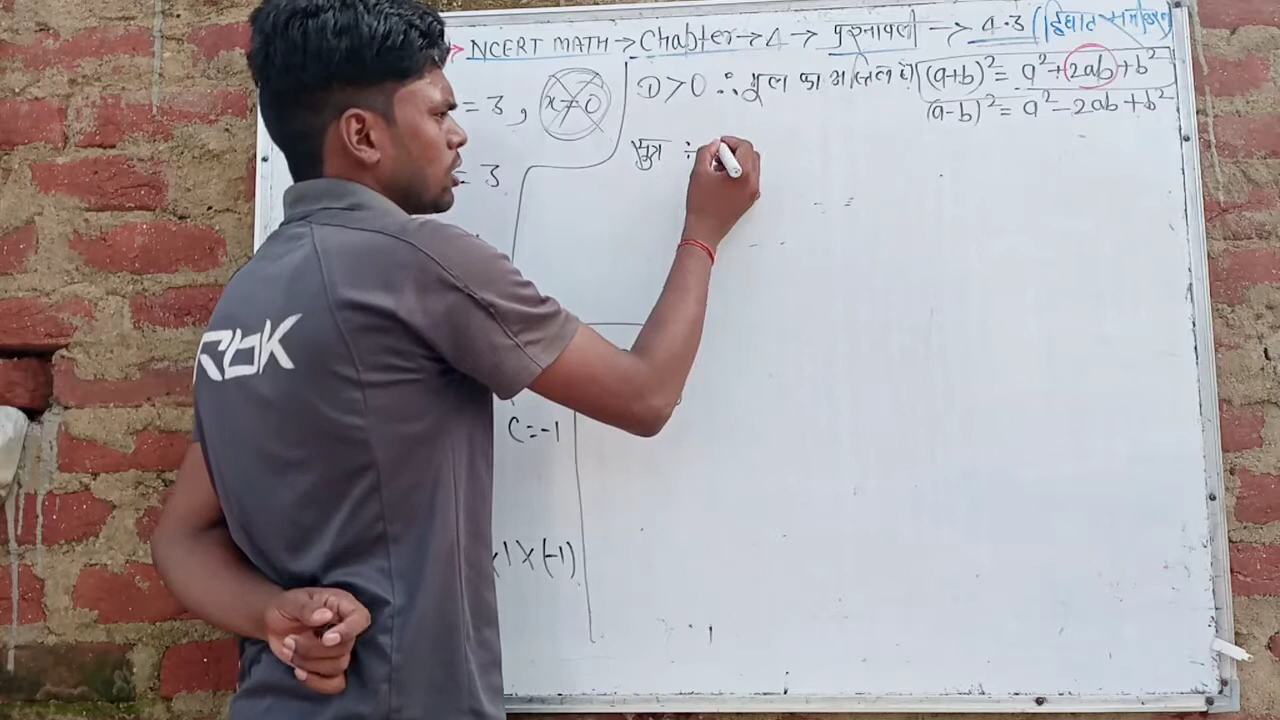 NCERT MATH → Chapter → 4 → प्रश्नावली → 4.3 (द्विघात समीकरण)
= 3, x ≠ 0
D > 0 ∴ मूल का अस्तित्व है।
(a+b)² = a² + 2ab + b²
(a-b)² = a² - 2ab + b²
= 3
सूत्र ÷
C = -1
x 1 x (-1)
RBK